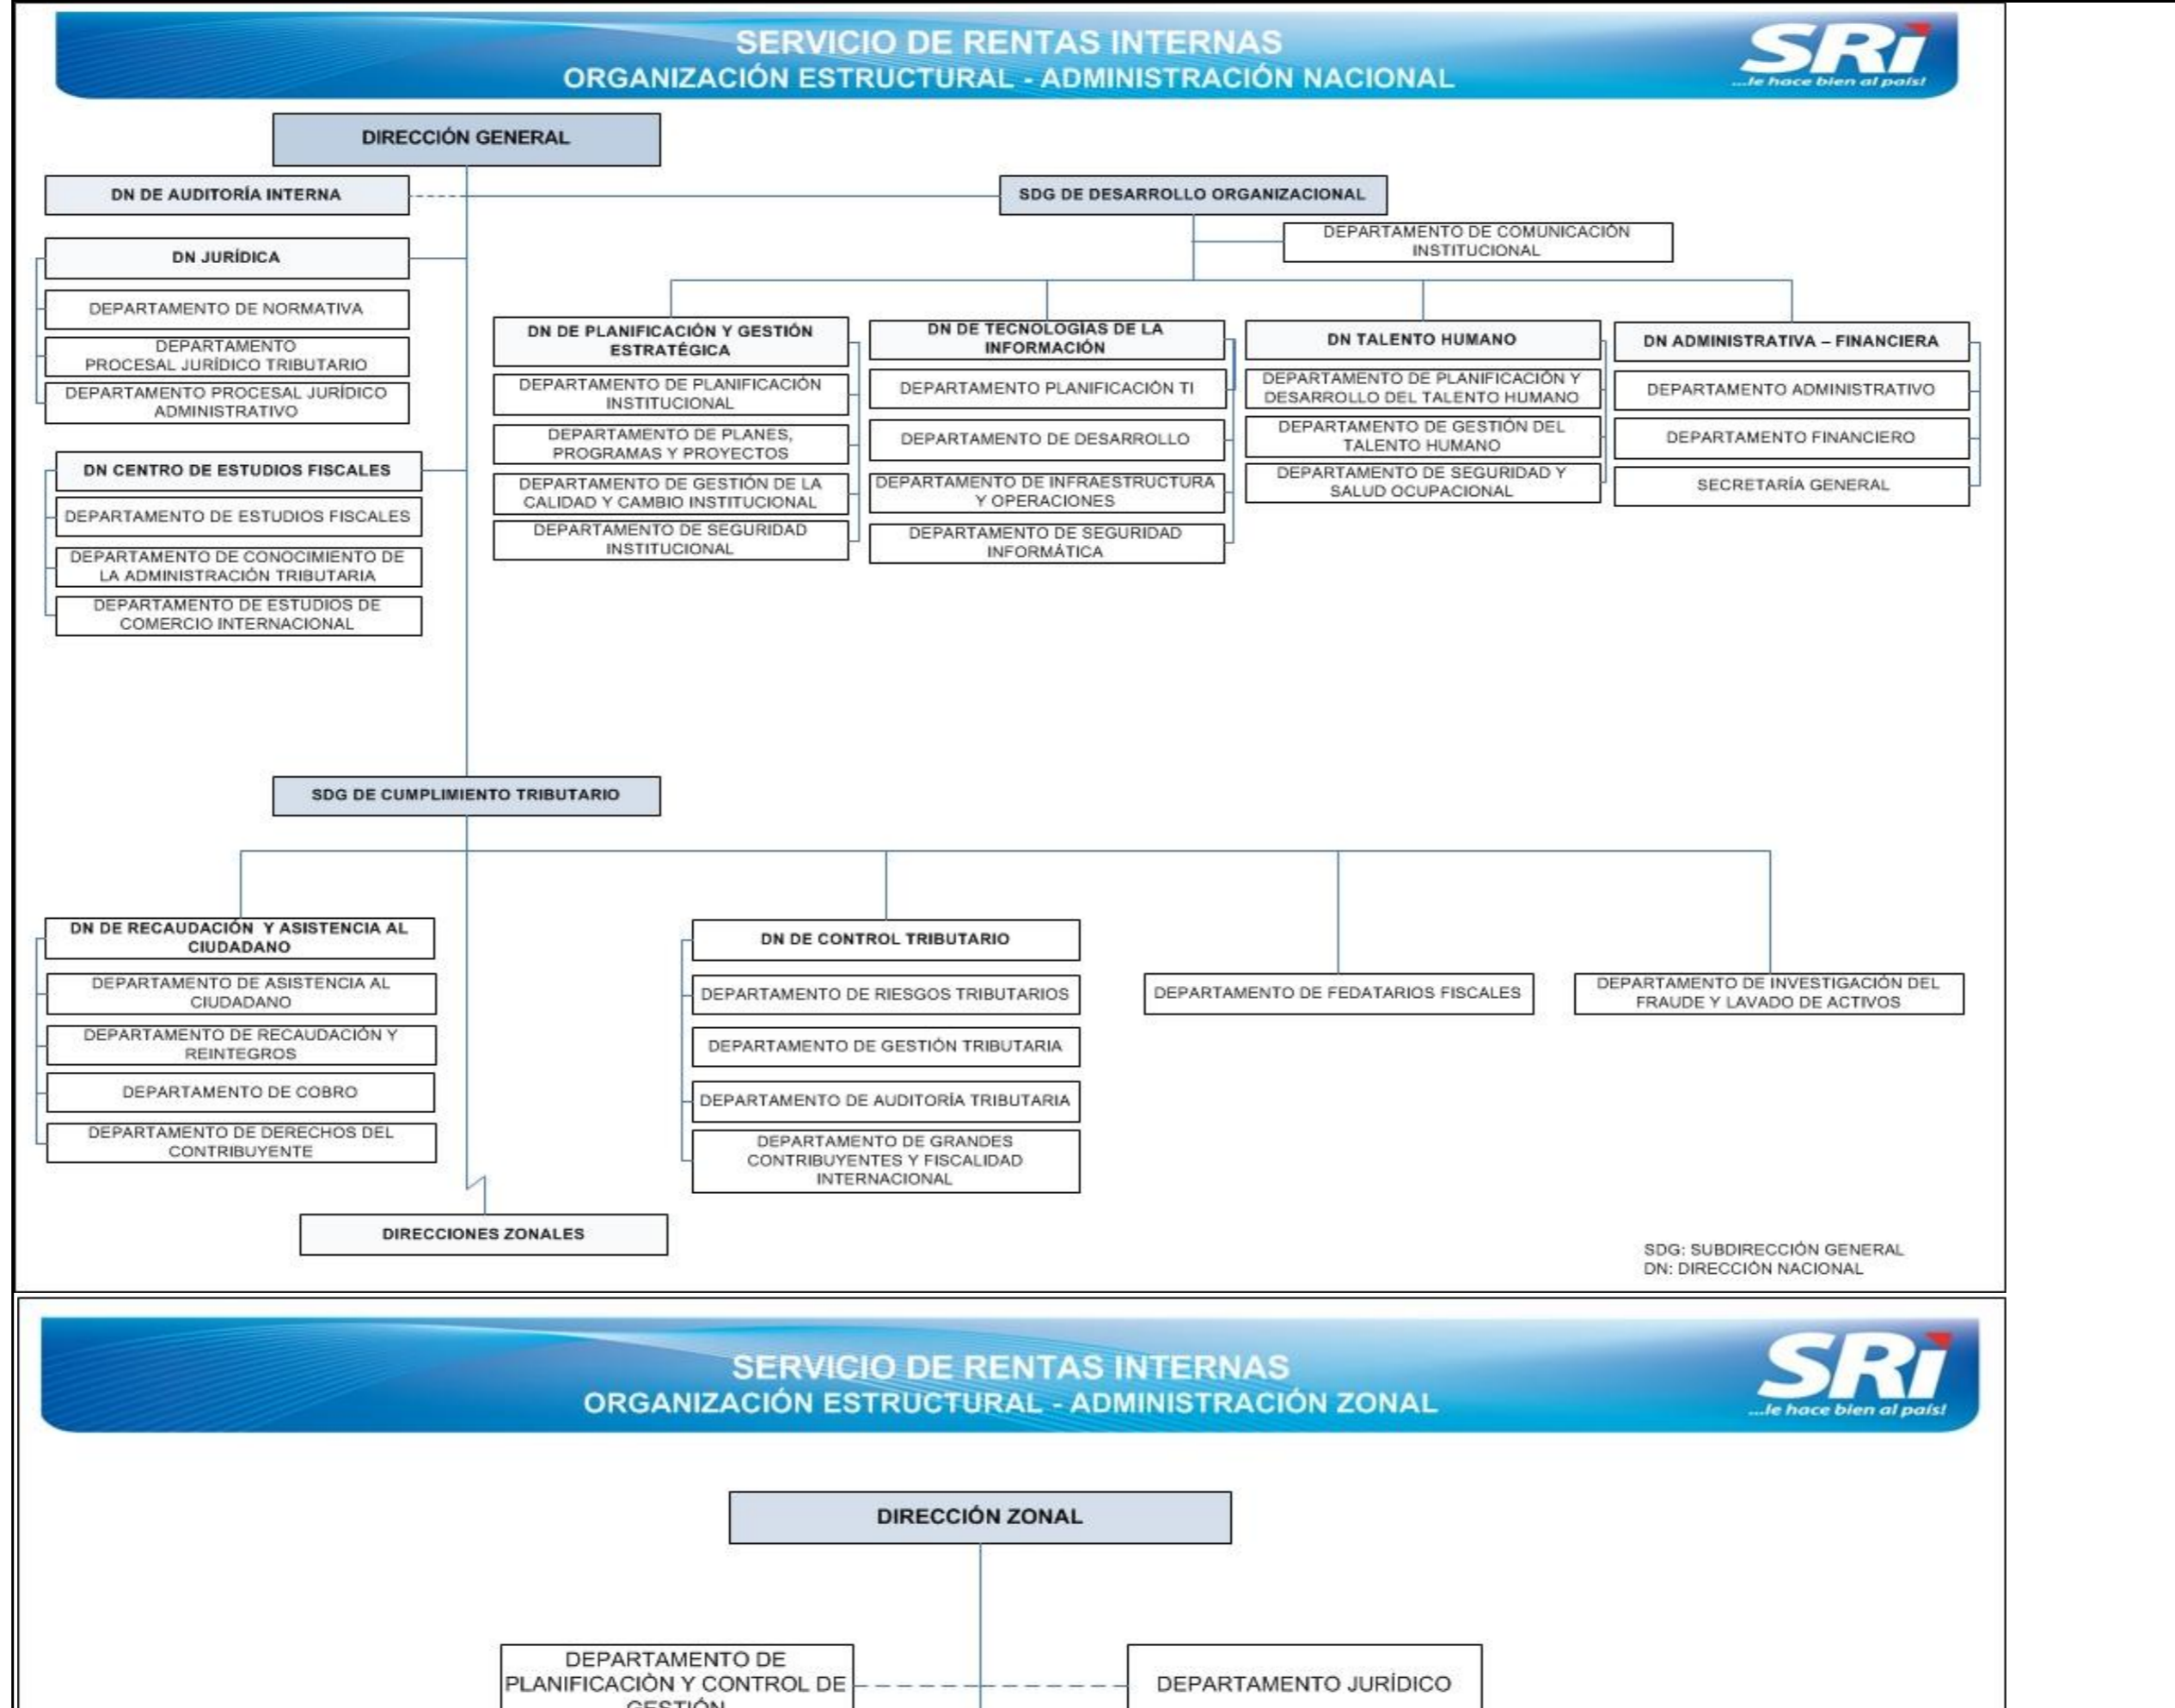 SERVICIO DE RENTAS INTERNAS
ORGANIZACIÓN ESTRUCTURAL - ADMINISTRACIÓN NACIONAL
SRi
...le hace bien al país!
DIRECCIÓN GENERAL
DN DE AUDITORÍA INTERNA
SDG DE DESARROLLO ORGANIZACIONAL
DEPARTAMENTO DE COMUNICACIÓN
INSTITUCIONAL
DN JURÍDICA
DEPARTAMENTO DE NORMATIVA
DEPARTAMENTO
PROCESAL JURÍDICO TRIBUTARIO
DEPARTAMENTO PROCESAL JURÍDICO
ADMINISTRATIVO
DN CENTRO DE ESTUDIOS FISCALES
DEPARTAMENTO DE ESTUDIOS FISCALES
DEPARTAMENTO DE CONOCIMIENTO DE
LA ADMINISTRACIÓN TRIBUTARIA
DEPARTAMENTO DE ESTUDIOS DE
COMERCIO INTERNACIONAL
DN DE PLANIFICACIÓN Y GESTIÓN
ESTRATÉGICA
DEPARTAMENTO DE PLANIFICACIÓN
INSTITUCIONAL
DEPARTAMENTO DE PLANES,
PROGRAMAS Y PROYECTOS
DEPARTAMENTO DE GESTIÓN DE LA
CALIDAD Y CAMBIO INSTITUCIONAL
DEPARTAMENTO DE SEGURIDAD
INSTITUCIONAL
DN DE TECNOLOGÍAS DE LA
INFORMACIÓN
DEPARTAMENTO PLANIFICACIÓN TI
DEPARTAMENTO DE DESARROLLO
DEPARTAMENTO DE INFRAESTRUCTURA
Y OPERACIONES
DEPARTAMENTO DE SEGURIDAD
INFORMÁTICA
DN TALENTO HUMANO
DEPARTAMENTO DE PLANIFICACIÓN Y
DESARROLLO DEL TALENTO HUMANO
DEPARTAMENTO DE GESTIÓN DEL
TALENTO HUMANO
DEPARTAMENTO DE SEGURIDAD Y
SALUD OCUPACIONAL
DN ADMINISTRATIVA – FINANCIERA
DEPARTAMENTO ADMINISTRATIVO
DEPARTAMENTO FINANCIERO
SECRETARÍA GENERAL
SDG DE CUMPLIMIENTO TRIBUTARIO
DN DE RECAUDACIÓN Y ASISTENCIA AL
CIUDADANO
DEPARTAMENTO DE ASISTENCIA AL
CIUDADANO
DEPARTAMENTO DE RECAUDACIÓN Y
REINTEGROS
DEPARTAMENTO DE COBRO
DEPARTAMENTO DE DERECHOS DEL
CONTRIBUYENTE
DN DE CONTROL TRIBUTARIO
DEPARTAMENTO DE RIESGOS TRIBUTARIOS
DEPARTAMENTO DE GESTIÓN TRIBUTARIA
DEPARTAMENTO DE AUDITORÍA TRIBUTARIA
DEPARTAMENTO DE GRANDES
CONTRIBUYENTES Y FISCALIDAD
INTERNACIONAL
DEPARTAMENTO DE FEDATARIOS FISCALES
DEPARTAMENTO DE INVESTIGACIÓN DEL
FRAUDE Y LAVADO DE ACTIVOS
DIRECCIONES ZONALES
SDG: SUBDIRECCIÓN GENERAL
DN: DIRECCIÓN NACIONAL
SERVICIO DE RENTAS INTERNAS
ORGANIZACIÓN ESTRUCTURAL - ADMINISTRACIÓN ZONAL
SRi
...le hace bien al país!
DIRECCIÓN ZONAL
DEPARTAMENTO DE
PLANIFICACIÓN Y CONTROL DE
GESTIÓN
DEPARTAMENTO JURÍDICO